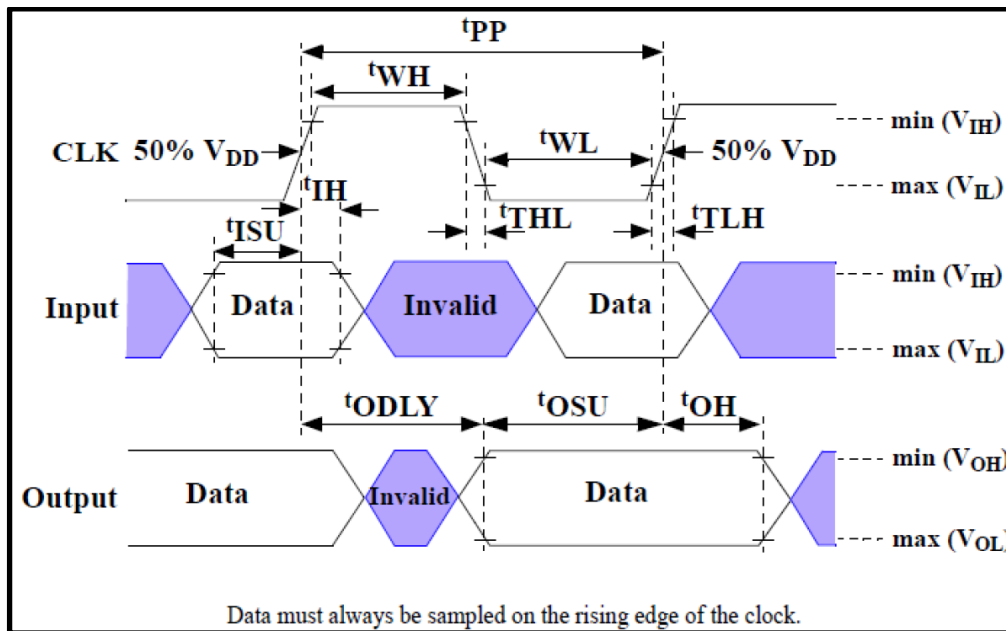 tPP
tWH
min (VIH)
CLK 50% VDD
tWL
50% VDD
max (VIL)
tIH
tTHL
tTLH
tISU
min (VIH)
Input
Data
Invalid
Data
max (VIL)
tODLY
tOSU
tOH
min (VOH)
Output
Data
Invalid
Data
max (VOL)
Data must always be sampled on the rising edge of the clock.